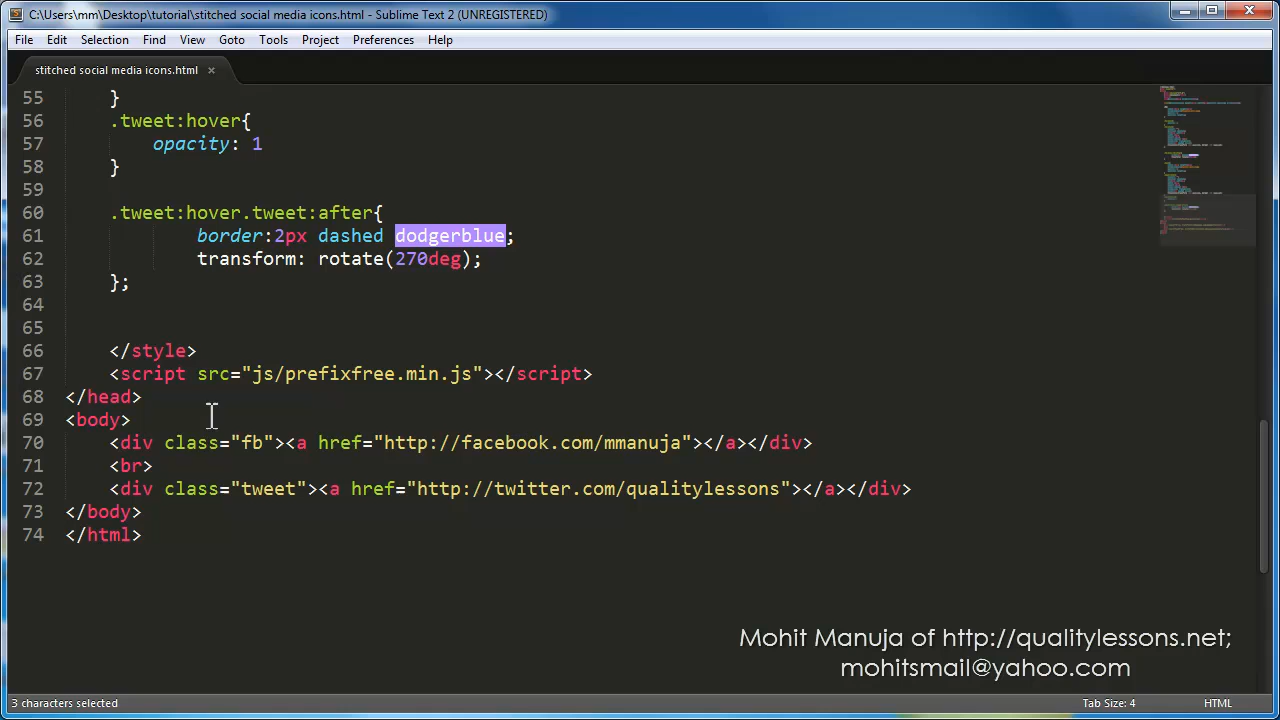 C:\Users\mm\Desktop\tutorial\stitched social media icons.html - Sublime Text 2 (UNREGISTERED)
File Edit Selection Find View Goto Tools Project Preferences Help
stitched social media icons.html ×
55 }
56 .tweet:hover{
57 opacity: 1
58 }
59
60 .tweet:hover.tweet:after{
61 border:2px dashed dodgerblue;
62 transform: rotate(270deg);
63 };
64
65
66 </style>
67 <script src="js/prefixfree.min.js"></script>
68 </head>
69 <body>
70 <div class="fb"><a href="http://facebook.com/mmanuja"></a></div>
71 <br>
72 <div class="tweet"><a href="http://twitter.com/qualitylessons"></a></div>
73 </body>
74 </html>
Mohit Manuja of http://qualitylessons.net;
mohitsmail@yahoo.com
3 characters selected Tab Size: 4 HTML